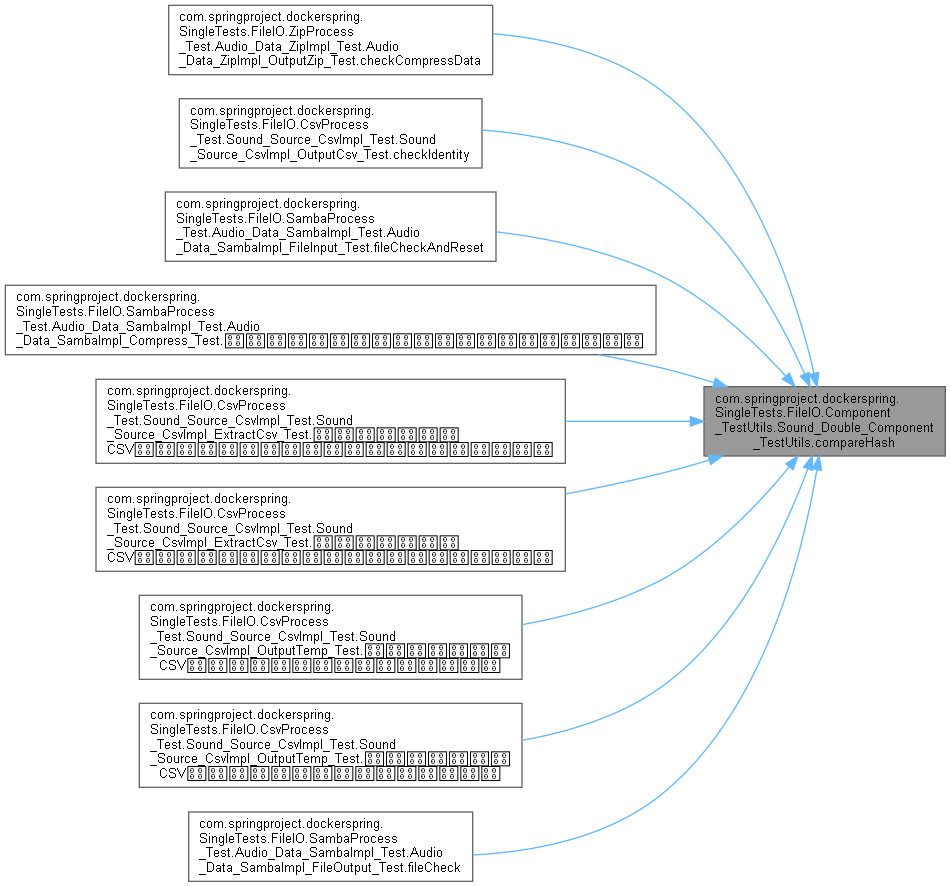 com.springproject.dockerspring.
SingleTests.FileIO.ZipProcess
_Test.Audio_Data_ZipImpl_Test.Audio
_Data_ZipImpl_OutputZip_Test.checkCompressData
com.springproject.dockerspring.
SingleTests.FileIO.CsvProcess
_Test.Sound_Source_CsvImpl_Test.Sound
_Source_CsvImpl_OutputCsv_Test.checkIdentity
com.springproject.dockerspring.
SingleTests.FileIO.SambaProcess
_Test.Audio_Data_SambaImpl_Test.Audio
_Data_SambaImpl_FileInput_Test.fileCheckAndReset
com.springproject.dockerspring.
SingleTests.FileIO.SambaProcess
_Test.Audio_Data_SambaImpl_Test.Audio
_Data_SambaImpl_Compress_Test.
com.springproject.dockerspring.
SingleTests.FileIO.CsvProcess
_Test.Sound_Source_CsvImpl_Test.Sound
_Source_CsvImpl_ExtractCsv_Test.
CSV
com.springproject.dockerspring.
SingleTests.FileIO.CsvProcess
_Test.Sound_Source_CsvImpl_Test.Sound
_Source_CsvImpl_ExtractCsv_Test.
CSV
com.springproject.dockerspring.
SingleTests.FileIO.CsvProcess
_Test.Sound_Source_CsvImpl_Test.Sound
_Source_CsvImpl_OutputTemp_Test.
CSV
com.springproject.dockerspring.
SingleTests.FileIO.CsvProcess
_Test.Sound_Source_CsvImpl_Test.Sound
_Source_CsvImpl_OutputTemp_Test.
CSV
com.springproject.dockerspring.
SingleTests.FileIO.SambaProcess
_Test.Audio_Data_SambaImpl_Test.Audio
_Data_SambaImpl_FileOutput_Test.fileCheck
com.springproject.dockerspring.
SingleTests.FileIO.Component
_TestUtils.Sound_Double_Component
_TestUtils.compareHash